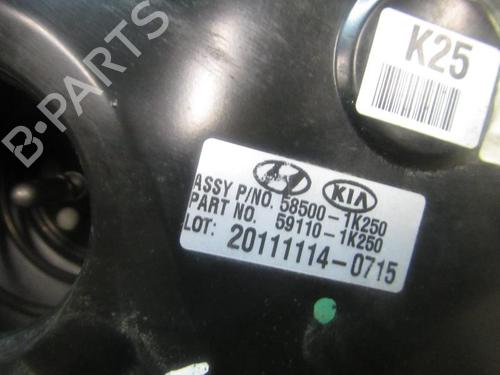 K25
B-PARTS
KIA
ASSY P/NO. 58500-1K250
PART NO. 59110-1K250
LOT: 20111114-0715